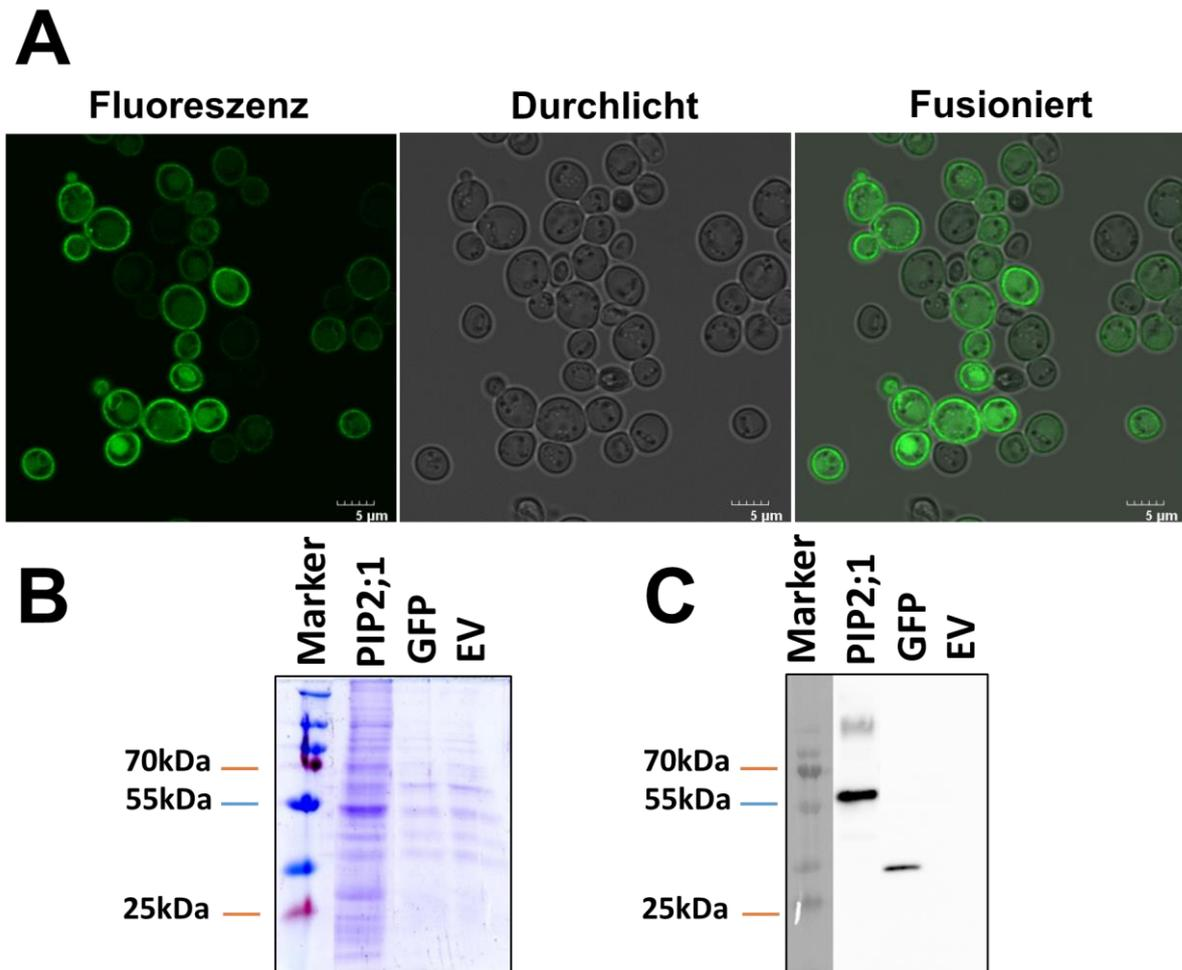 A
Fluoreszenz Durchlicht Fusioniert
5 µm 5 µm 5 µm
B
Marker PIP2;1 GFP EV
70kDa
55kDa
25kDa
C
Marker PIP2;1 GFP EV
70kDa
55kDa
25kDa